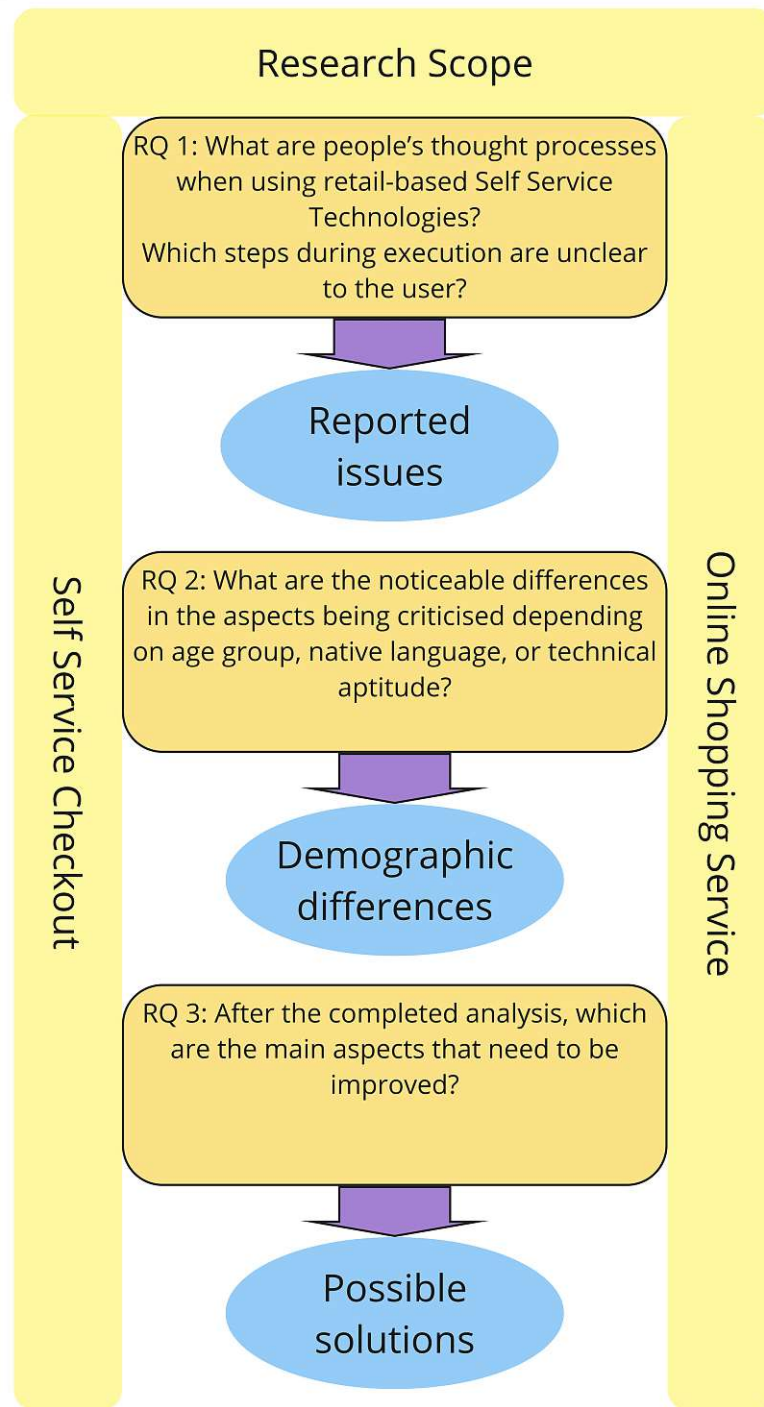 Research Scope
RQ 1: What are people’s thought processes
when using retail-based Self Service
Technologies?
Which steps during execution are unclear
to the user?
Reported
issues
RQ 2: What are the noticeable differences
in the aspects being criticised depending
on age group, native language, or technical
aptitude?
Demographic
differences
RQ 3: After the completed analysis, which
are the main aspects that need to be
improved?
Possible
solutions
Self Service Checkout
Online Shopping Service